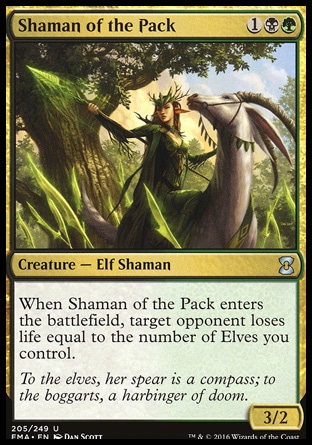 Shaman of the Pack 1
Creature — Elf Shaman
When Shaman of the Pack enters
the battlefield, target opponent loses
life equal to the number of Elves you
control.
To the elves, her spear is a compass; to
the boggarts, a harbinger of doom.
3/2
205/249 U
EMA • EN Dan Scott
™ & © 2016 Wizards of the Coast